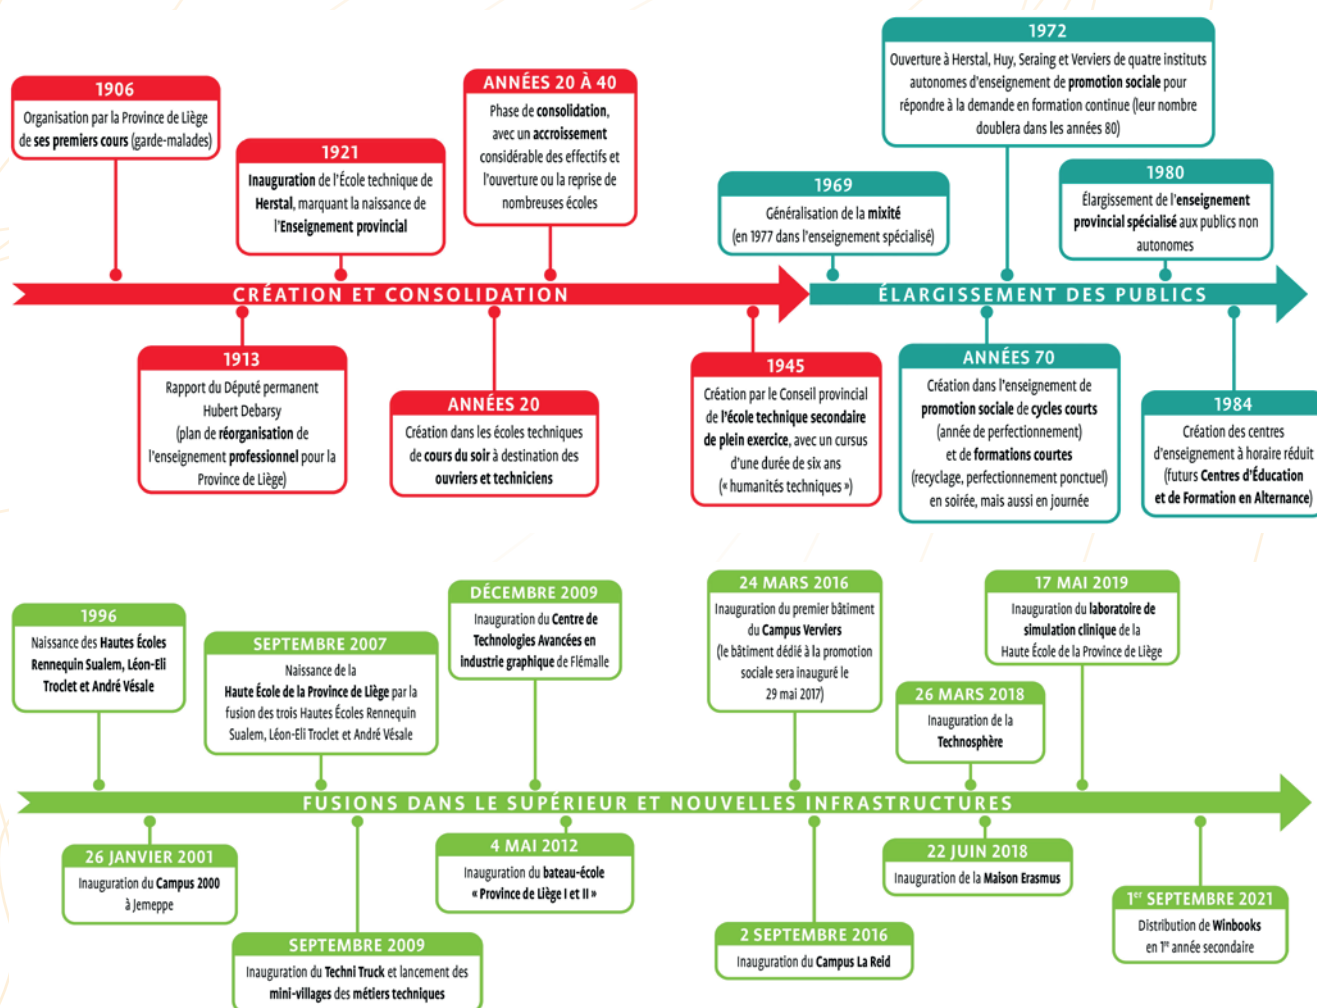 1906
Organisation par la Province de Liège
de ses premiers cours (garde-malades)
1921
Inauguration de l'École technique de
Herstal, marquant la naissance de
l'Enseignement provincial
ANNÉES 20 À 40
Phase de consolidation,
avec un accroissement
considérable des effectifs et
l'ouverture ou la reprise de
nombreuses écoles
1969
Généralisation de la mixité
(en 1977 dans l'enseignement spécialisé)
1972
Ouverture à Herstal, Huy, Seraing et Verviers de quatre instituts
autonomes d'enseignement de promotion sociale pour
répondre à la demande en formation continue (leur nombre
doublera dans les années 80)
1980
Élargissement de l'enseignement
provincial spécialisé aux publics non
autonomes
CRÉATION ET CONSOLIDATION
ÉLARGISSEMENT DES PUBLICS
1913
Rapport du Député permanent
Hubert Debarsy
(plan de réorganisation de
l'enseignement professionnel pour la
Province de Liège)
ANNÉES 20
Création dans les écoles techniques
de cours du soir à destination des
ouvriers et techniciens
1945
Création par le Conseil provincial
de l'école technique secondaire
de plein exercice, avec un cursus
d'une durée de six ans
(« humanités techniques »)
ANNÉES 70
Création dans l'enseignement de
promotion sociale de cycles courts
(année de perfectionnement)
et de formations courtes
(recyclage, perfectionnement ponctuel)
en soirée, mais aussi en journée
1984
Création des centres
d'enseignement à horaire réduit
(futurs Centres d'Éducation
et de Formation en Alternance)
1996
Naissance des Hautes Écoles
Rennequin Sualem, Léon-Eli
Troclet et André Vésale
SEPTEMBRE 2007
Naissance de la
Haute École de la Province de Liège par la
fusion des trois Hautes Écoles Rennequin
Sualem, Léon-Eli Troclet et André Vésale
DÉCEMBRE 2009
Inauguration du Centre de
Technologies Avancées en
industrie graphique de Flémalle
24 MARS 2016
Inauguration du premier bâtiment
du Campus Verviers
(le bâtiment dédié à la promotion
sociale sera inauguré le
29 mai 2017)
26 MARS 2018
Inauguration de la
Technosphère
17 MAI 2019
Inauguration du laboratoire de
simulation clinique de la
Haute École de la Province de Liège
FUSIONS DANS LE SUPÉRIEUR ET NOUVELLES INFRASTRUCTURES
26 JANVIER 2001
Inauguration du Campus 2000
à Jemeppe
SEPTEMBRE 2009
Inauguration du Techni Truck et lancement des
mini-villages des métiers techniques
4 MAI 2012
Inauguration du bateau-école
« Province de Liège I et II »
2 SEPTEMBRE 2016
Inauguration du Campus La Reid
22 JUIN 2018
Inauguration de la Maison Erasmus
1er SEPTEMBRE 2021
Distribution de Winbooks
en 1re année secondaire